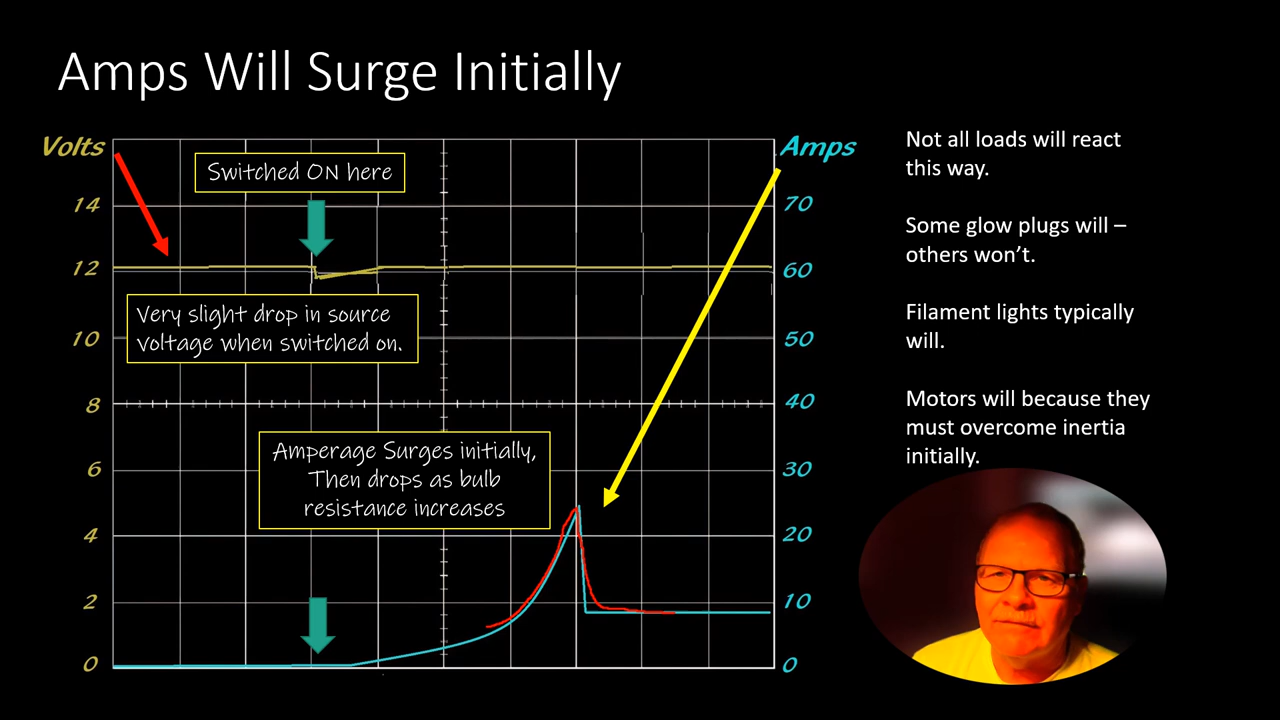 Amps Will Surge Initially
Volts
Amps
Switched ON here
14
70
12
60
Very slight drop in source
voltage when switched on.
10
50
8
40
Amperage Surges initially,
Then drops as bulb
resistance increases
6
30
4
20
2
10
0
0
Not all loads will react
this way.
Some glow plugs will –
others won't.
Filament lights typically
will.
Motors will because they
must overcome inertia
initially.